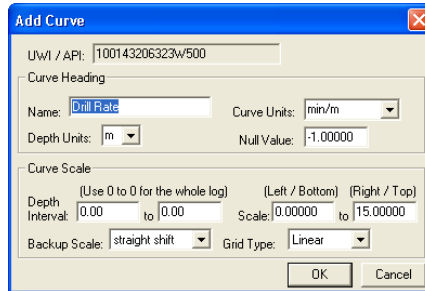 Add Curve
UWI / API: 100143206323W500
Curve Heading
Name: Drill Rate Curve Units: min/m
Depth Units: m Null Value: -1.00000
Curve Scale
(Use 0 to 0 for the whole log) (Left / Bottom) (Right / Top)
Depth Interval: 0.00 to 0.00 Scale: 0.00000 to 15.00000
Backup Scale: straight shift Grid Type: Linear
OK Cancel